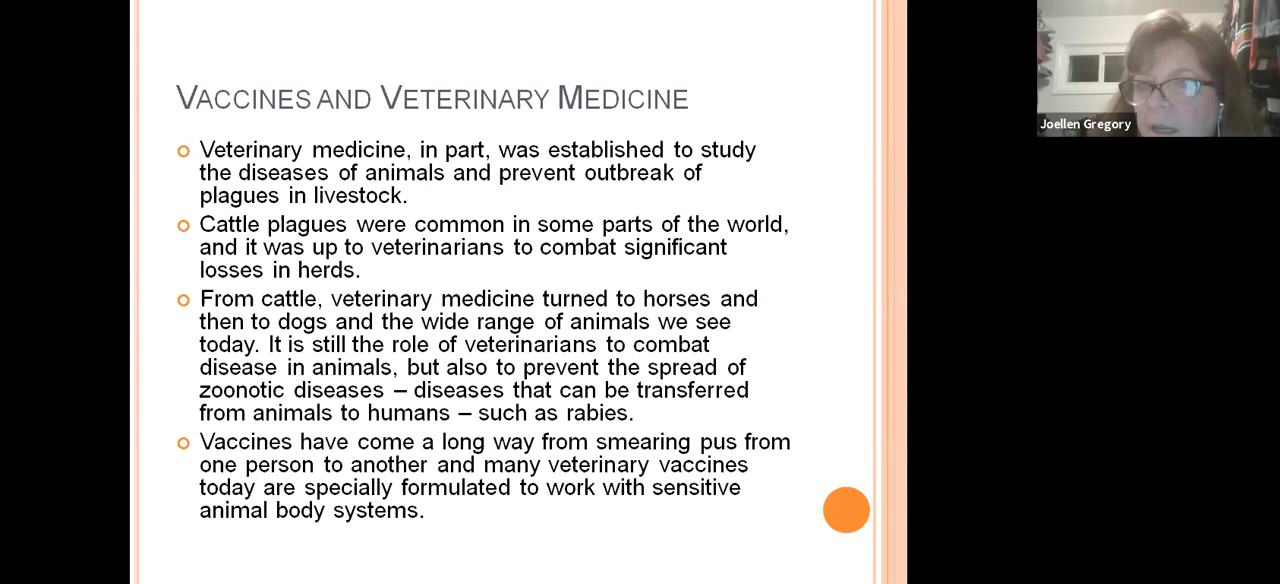 VACCINES AND VETERINARY MEDICINE
Veterinary medicine, in part, was established to study
the diseases of animals and prevent outbreak of
plagues in livestock.
Cattle plagues were common in some parts of the world,
and it was up to veterinarians to combat significant
losses in herds.
From cattle, veterinary medicine turned to horses and
then to dogs and the wide range of animals we see
today. It is still the role of veterinarians to combat
disease in animals, but also to prevent the spread of
zoonotic diseases – diseases that can be transferred
from animals to humans – such as rabies.
Vaccines have come a long way from smearing pus from
one person to another and many veterinary vaccines
today are specially formulated to work with sensitive
animal body systems.
Joellen Gregory